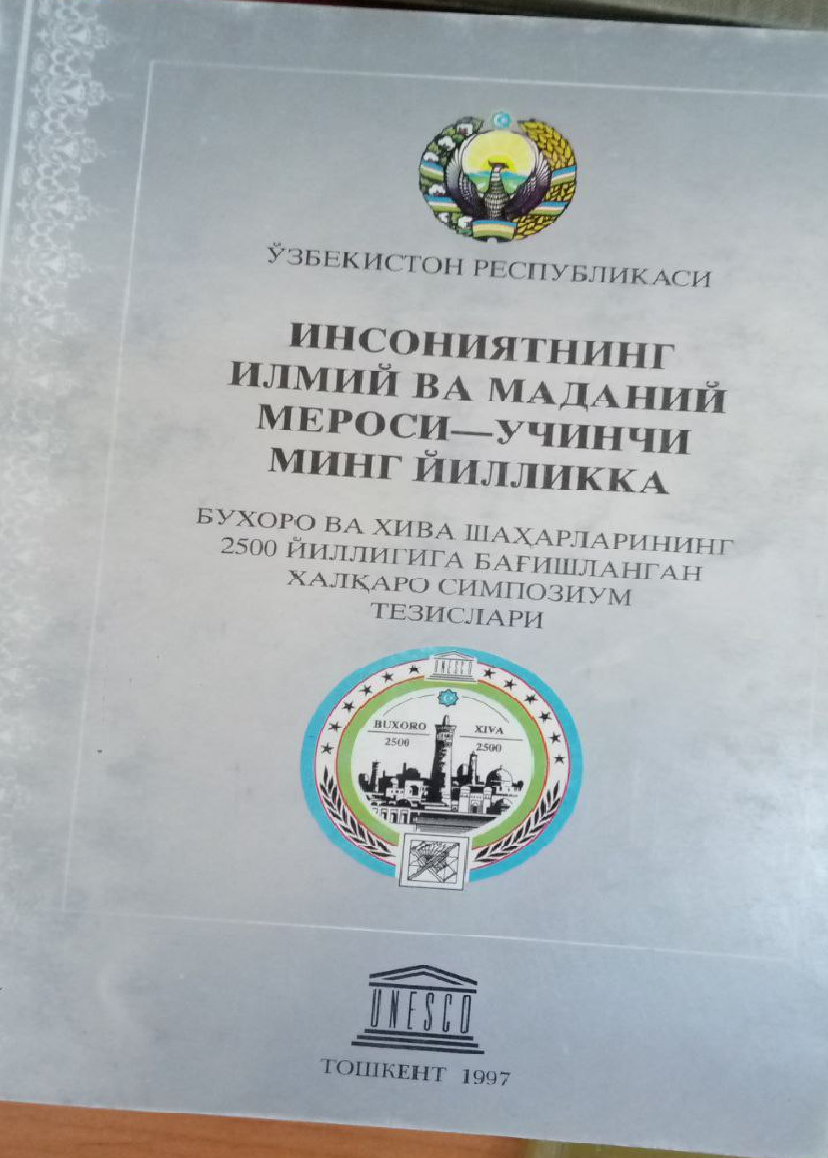 ЎЗБЕКИСТОН РЕСПУБЛИКАСИ
ИНСОНИЯТНИНГ
ИЛМИЙ ВА МАДАНИЙ
МЕРОСИ—УЧИНЧИ
МИНГ ЙИЛЛИККА
БУХОРО ВА ХИВА ШАҲАРЛАРИНИНГ
2500 ЙИЛЛИГИГА БАҒИШЛАНГАН
ХАЛҚАРО СИМПОЗИУМ
ТЕЗИСЛАРИ
UNESCO
BUXORO XIVA
2500 2500
UNESCO
ТОШКЕНТ 1997